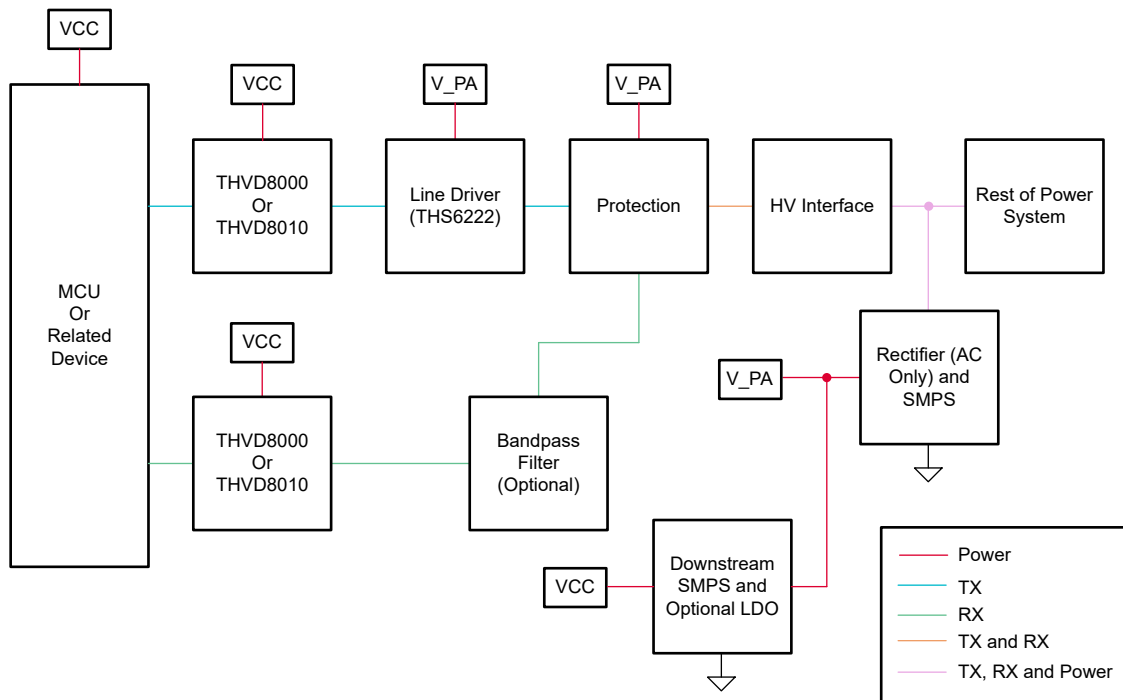 VCC
MCU
Or
Related
Device
VCC
THVD8000
Or
THVD8010
V_PA
Line Driver
(THS6222)
V_PA
Protection
HV Interface
Rest of Power
System
VCC
THVD8000
Or
THVD8010
Bandpass
Filter
(Optional)
V_PA
Rectifier (AC
Only) and
SMPS
VCC
Downstream
SMPS and
Optional LDO
Power
TX
RX
TX and RX
TX, RX and Power